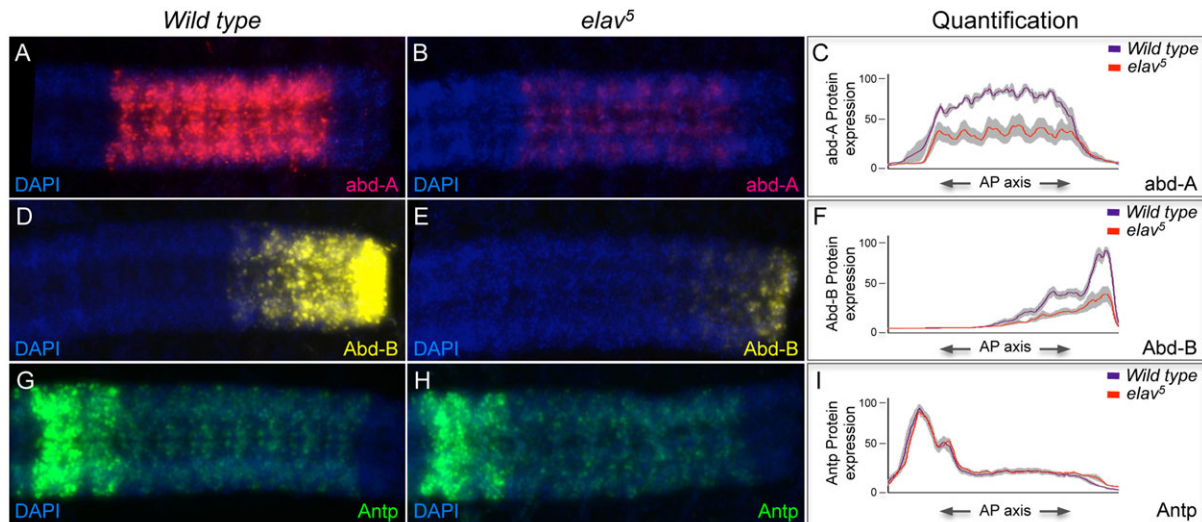 Wild type
elav⁵
Quantification
A
DAPI
abd-A
B
DAPI
abd-A
C
Wild type
elav⁵
abd-A Protein
expression
100
50
0
AP axis
abd-A
D
DAPI
Abd-B
E
DAPI
Abd-B
F
Wild type
elav⁵
Abd-B Protein
expression
100
50
0
AP axis
Abd-B
G
DAPI
Antp
H
DAPI
Antp
I
Wild type
elav⁵
Antp Protein
expression
100
50
0
AP axis
Antp